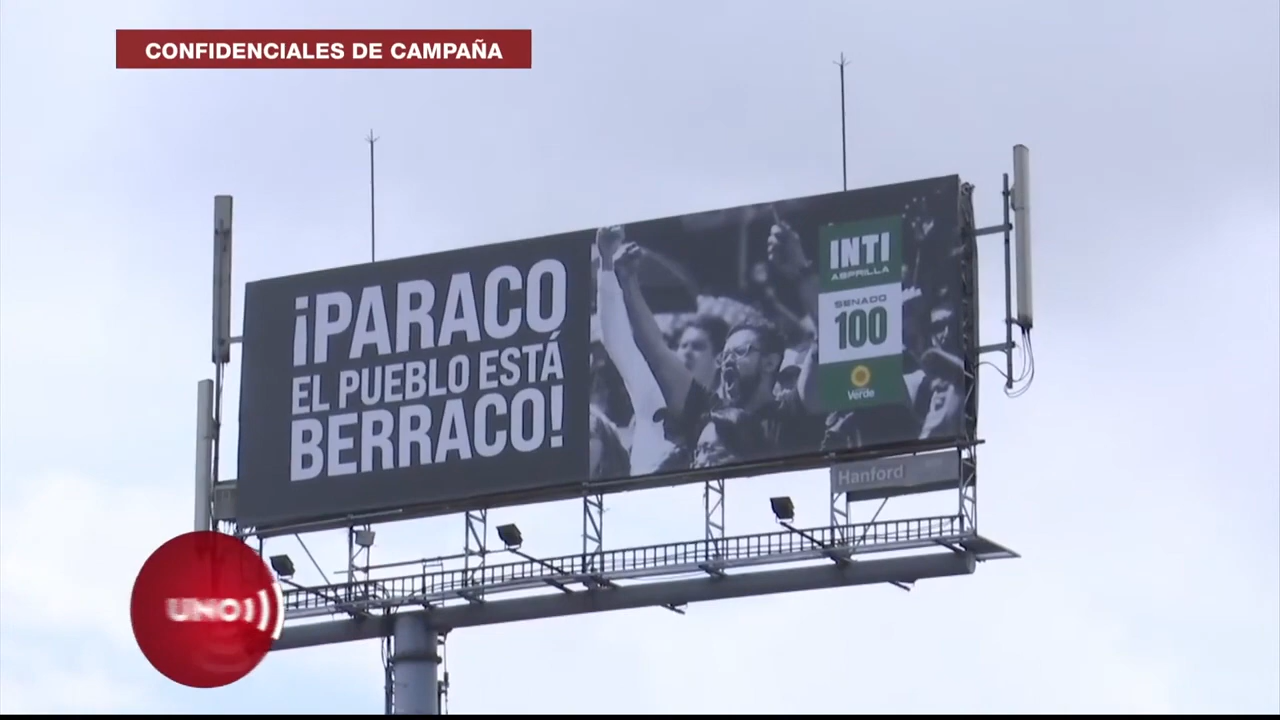 CONFIDENCIALES DE CAMPAÑA
¡PARACO
EL PUEBLO ESTÁ
BERRACO!
INTI
ASPRILLA
SENADO
100
Verde
Hanford
UNO